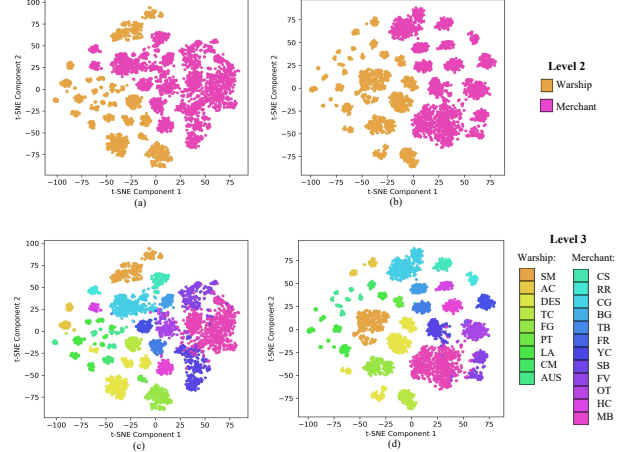 100
75
50
25
0
−25
−50
−75
t-SNE Component 2
−100 −75 −50 −25 0 25 50 75
t-SNE Component 1
(a)
75
50
25
0
−25
−50
−75
t-SNE Component 2
−100 −75 −50 −25 0 25 50 75
t-SNE Component 1
(b)
Level 2
Warship
Merchant
100
75
50
25
0
−25
−50
−75
t-SNE Component 2
−100 −75 −50 −25 0 25 50 75
t-SNE Component 1
(c)
75
50
25
0
−25
−50
−75
t-SNE Component 2
−100 −75 −50 −25 0 25 50 75
t-SNE Component 1
(d)
Level 3
Warship:
SM
AC
DES
TC
FG
PT
LA
CM
AUS
Merchant:
CS
RR
CG
BG
TB
FR
YC
SB
FV
OT
HC
MB